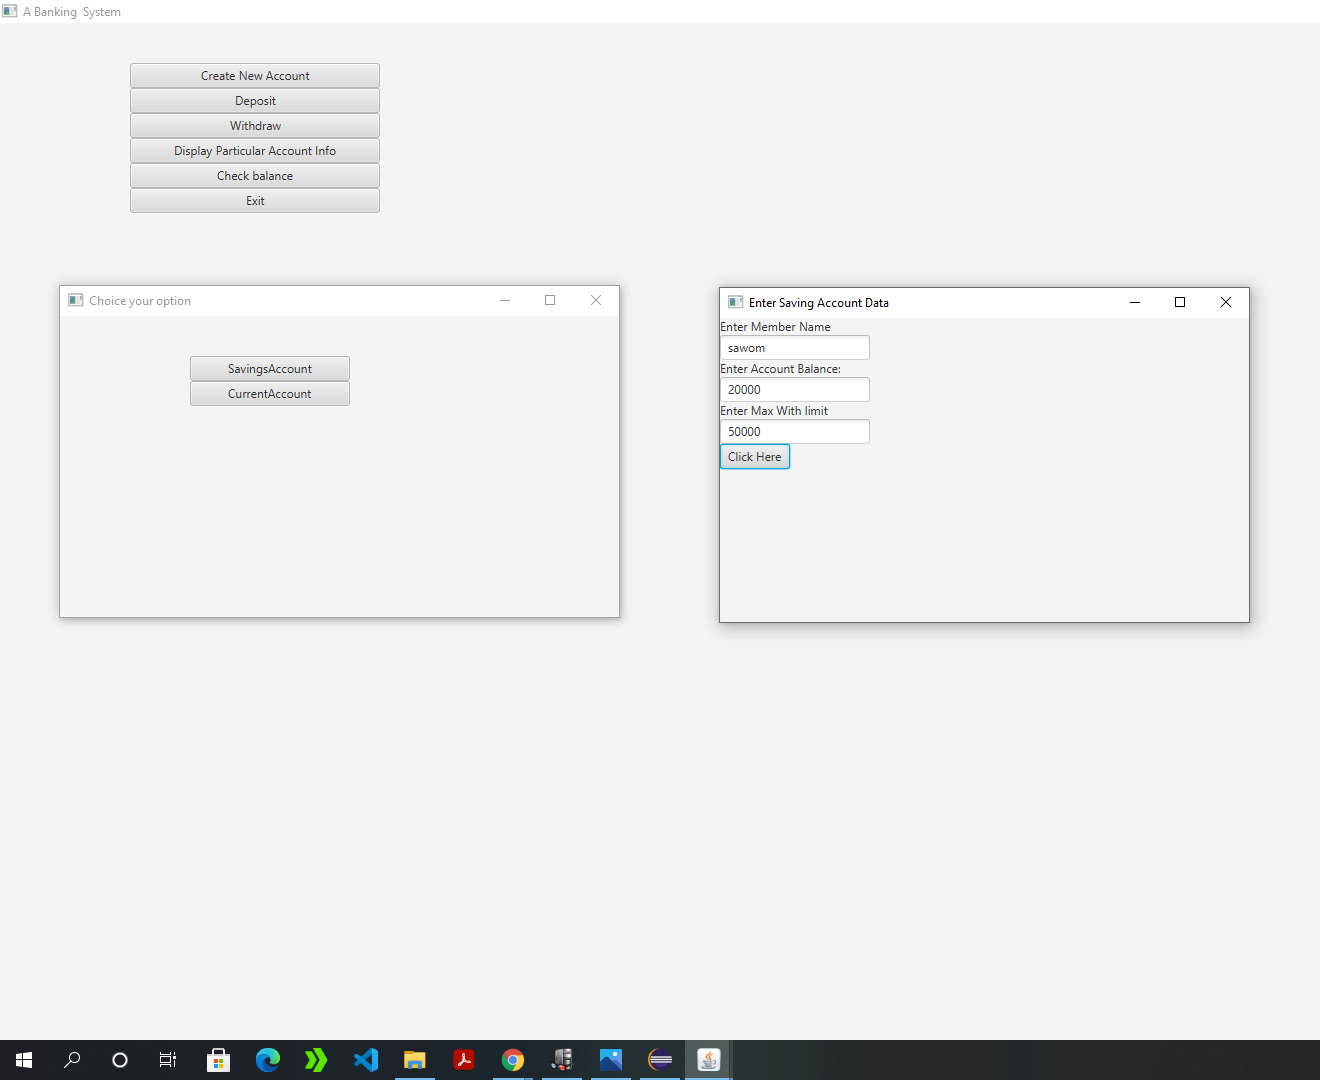 A Banking  System
Create New Account
Deposit
Withdraw
Display Particular Account Info
Check balance
Exit
Choice your option
SavingsAccount
CurrentAccount
Enter Saving Account Data
Enter Member Name
sawom
Enter Account Balance:
20000
Enter Max With limit
50000
Click Here